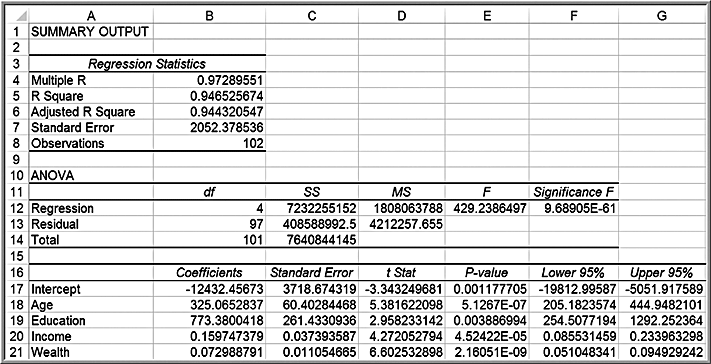 A B C D E F G
1 SUMMARY OUTPUT
2
3 Regression Statistics
4 Multiple R 0.97289551
5 R Square 0.946525674
6 Adjusted R Square 0.944320547
7 Standard Error 2052.378536
8 Observations 102
9
10 ANOVA
11 df SS MS F Significance F
12 Regression 4 7232255152 1808063788 429.2386497 9.68905E-61
13 Residual 97 408588992.5 4212257.655
14 Total 101 7640844145
15
16 Coefficients Standard Error t Stat P-value Lower 95% Upper 95%
17 Intercept -12432.45673 3718.674319 -3.343249681 0.001177705 -19812.99587 -5051.917589
18 Age 325.0652837 60.40284468 5.381622098 5.1267E-07 205.1823574 444.9482101
19 Education 773.3800418 261.4330936 2.958233142 0.003886994 254.5077194 1292.252364
20 Income 0.159747379 0.037393587 4.272052794 4.52422E-05 0.085531459 0.233963298
21 Wealth 0.072988791 0.011054665 6.602532898 2.16051E-09 0.051048341 0.094929242